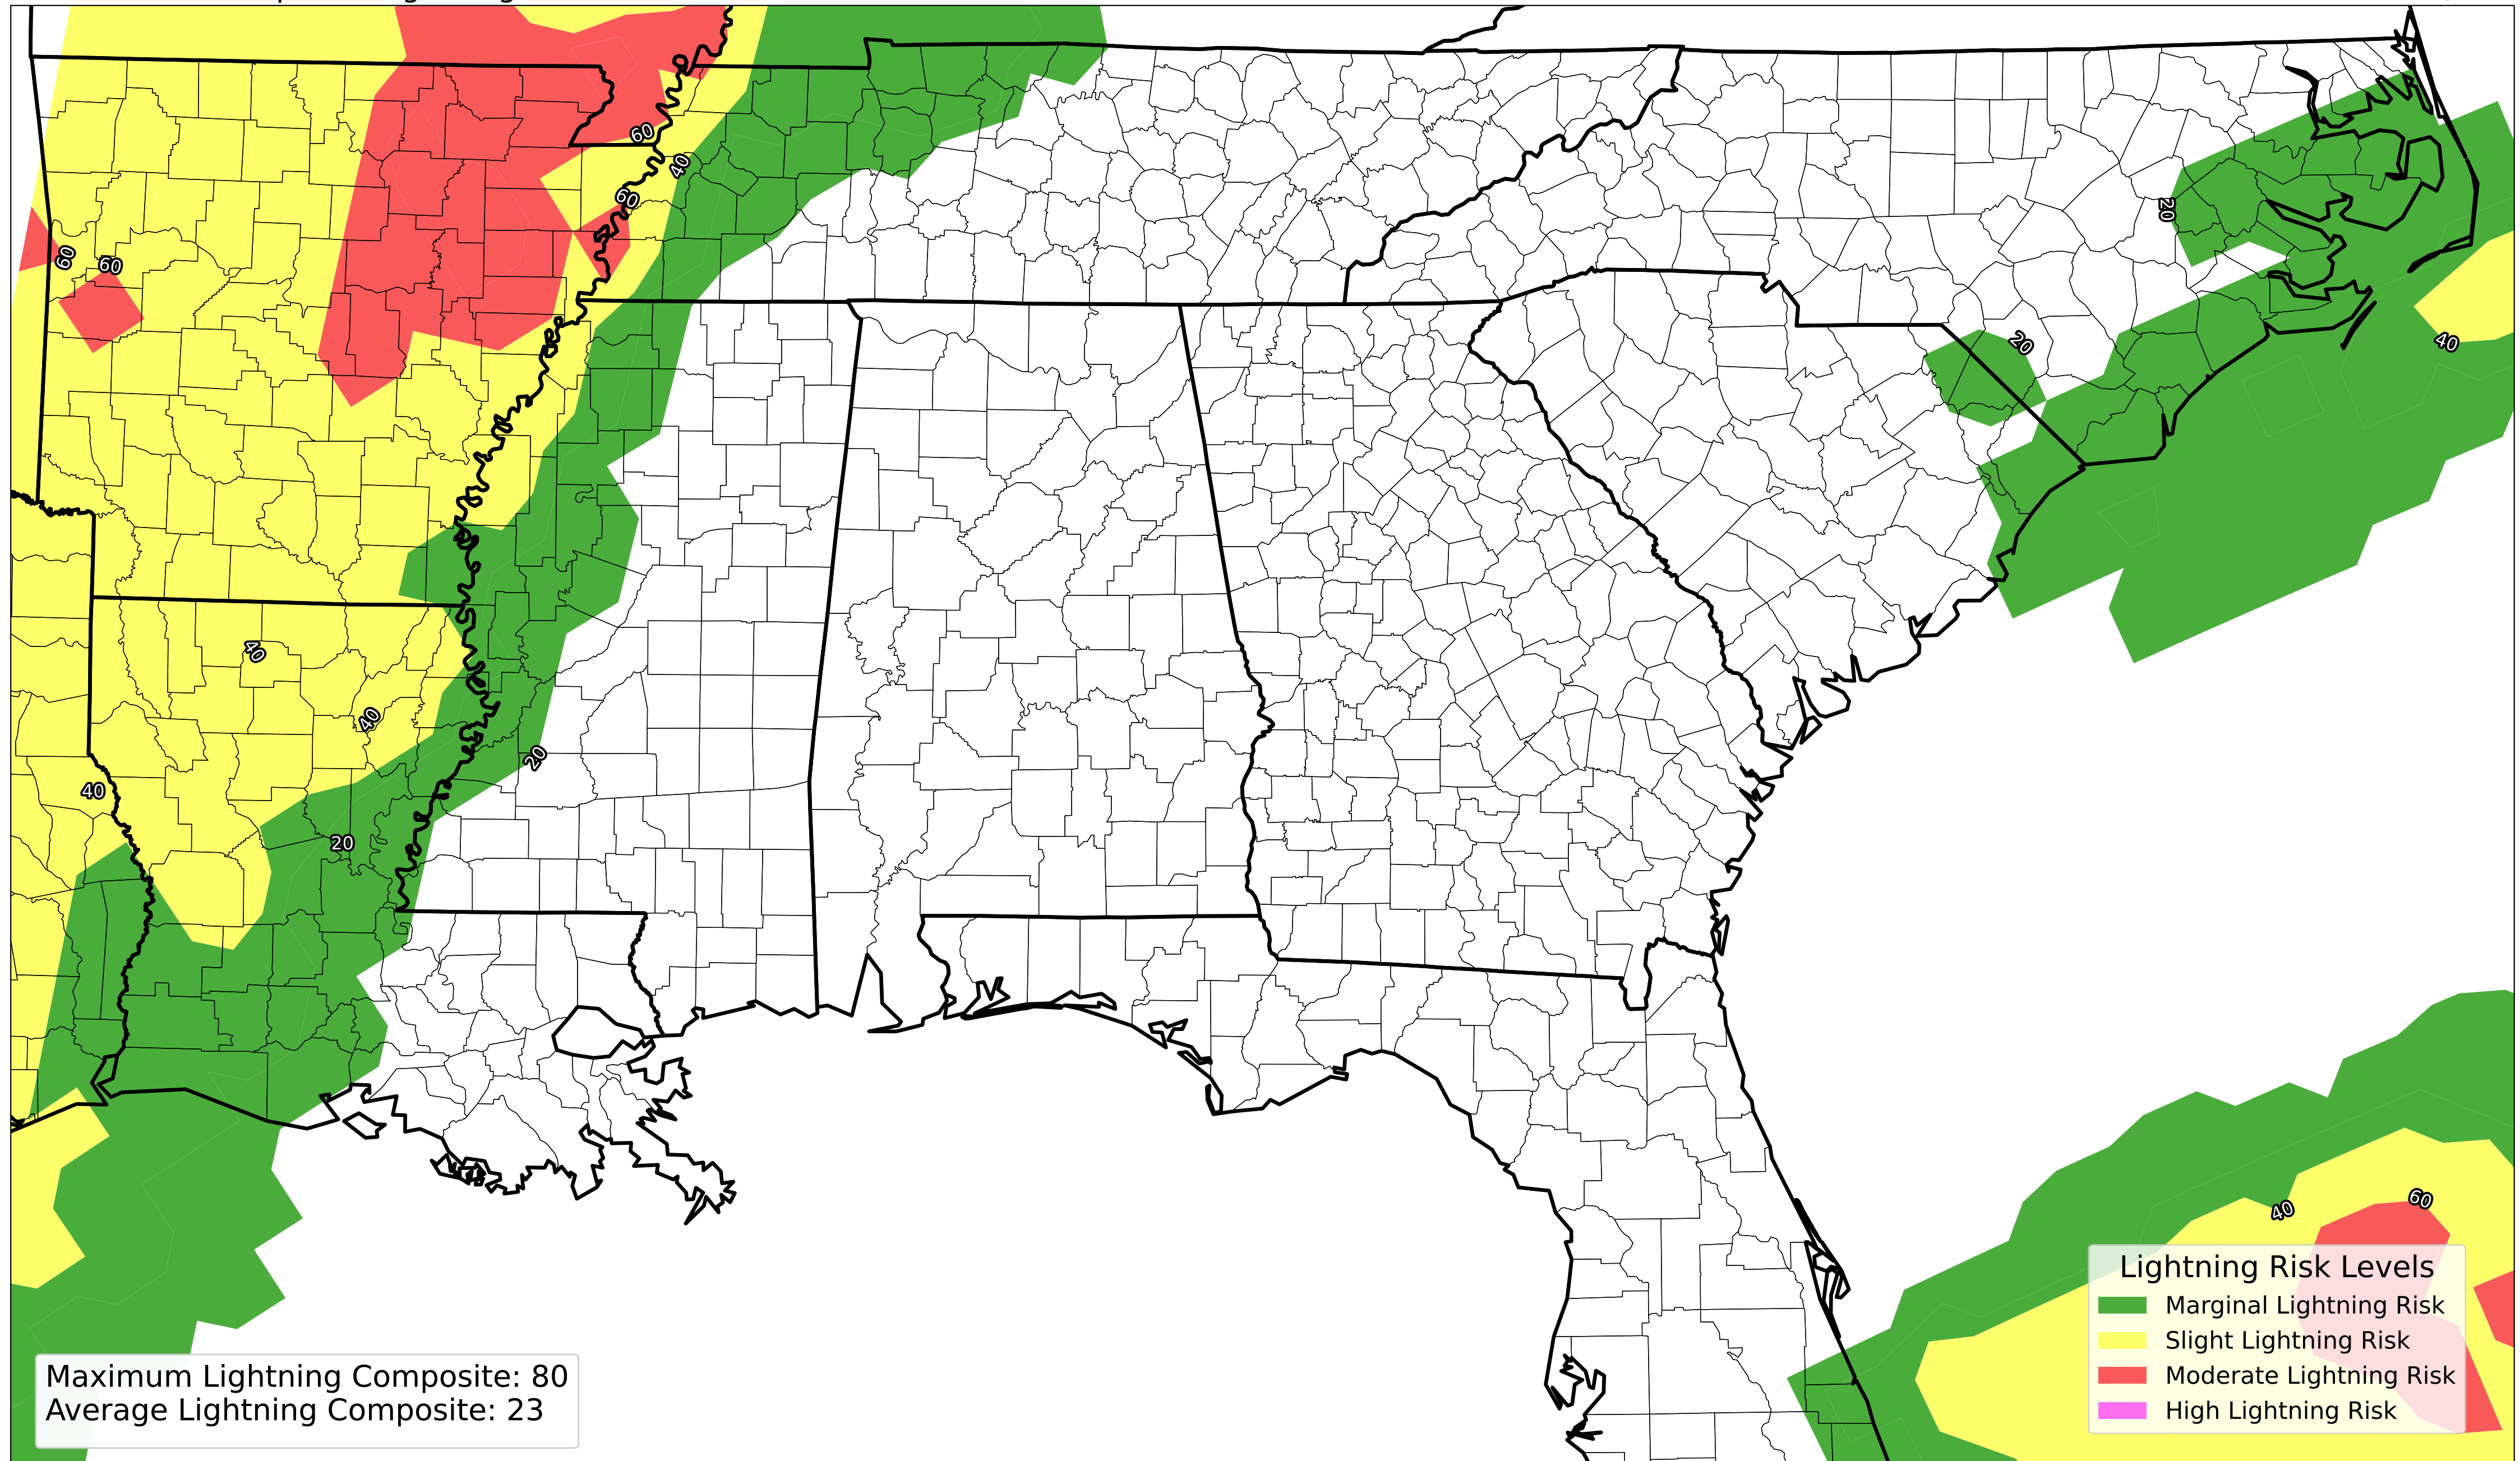 60
40
60
60
60
20
20
40
40
40
20
40
20
60
40
Lightning Risk Levels
Marginal Lightning Risk
Slight Lightning Risk
Moderate Lightning Risk
High Lightning Risk
Maximum Lightning Composite: 80
Average Lightning Composite: 23